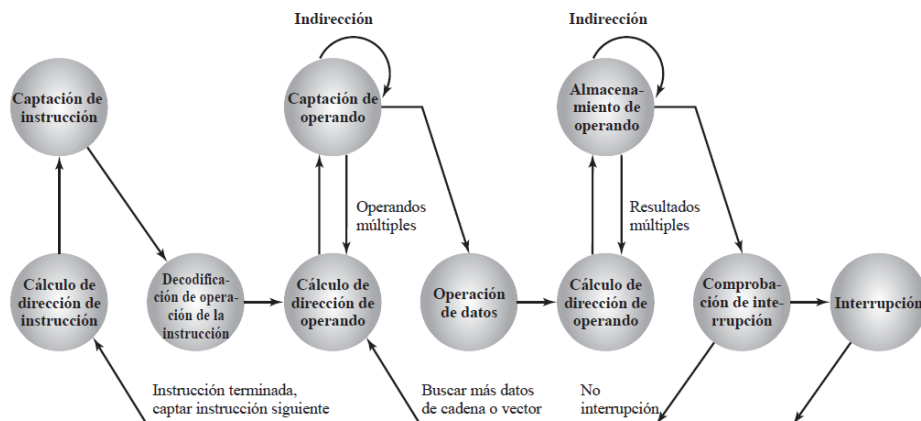 Indirección
Indirección
Captación de
instrucción
Captación de
operando
Almacena-
miento de
operando
Operandos
múltiples
Resultados
múltiples
Cálculo de
dirección de
instrucción
Decodifica-
ción de opera-
ción de la
instrucción
Cálculo de
dirección de
operando
Operación
de datos
Cálculo de
dirección de
operando
Comproba-
ción de inte-
rrupción
Interrupción
Instrucción terminada,
captar instrucción siguiente
Buscar más datos
de cadena o vector
No
interrupción